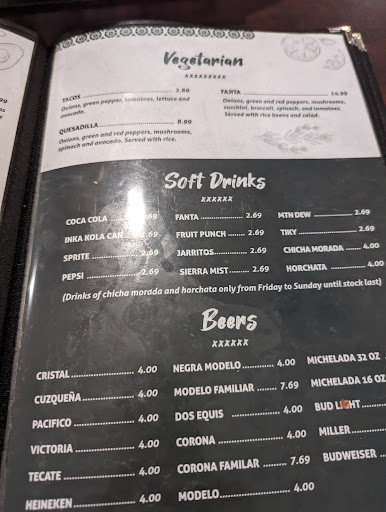 Vegetarian
xxxxxxxxx
TACOS 2.69
Onions, green pepper, tomatoes, lettuce and
avocado.
QUESADILLA 8.99
Onions, green and red peppers, mushrooms,
spinach and avocado. Served with rice.
FAJITA 14.99
Onions, green and red peppers, mushrooms,
zucchini, broccoli, spinach, and tomatoes.
Served with rice beans and salad.
Soft Drinks
xxxxxx
COCA COLA 2.69
INKA KOLA CAN 2.69
SPRITE 2.69
PEPSI 2.69
FANTA 2.69
FRUIT PUNCH 2.69
JARRITOS 2.69
SIERRA MIST 2.69
MTN DEW 2.69
TIKY 2.69
CHICHA MORADA 4.00
HORCHATA 4.00
(Drinks of chicha morada and horchata only from Friday to Sunday until stock last)
Beers
xxxxxx
CRISTAL 4.00
CUZQUEÑA 4.00
PACIFICO 4.00
VICTORIA 4.00
TECATE 4.00
HEINEKEN 4.00
NEGRA MODELO 4.00
MODELO FAMILIAR 7.69
DOS EQUIS 4.00
CORONA 4.00
CORONA FAMILAR 7.69
MODELO 4.00
MICHELADA 32 OZ
MICHELADA 16 OZ
BUD LIGHT
MILLER
BUDWEISER